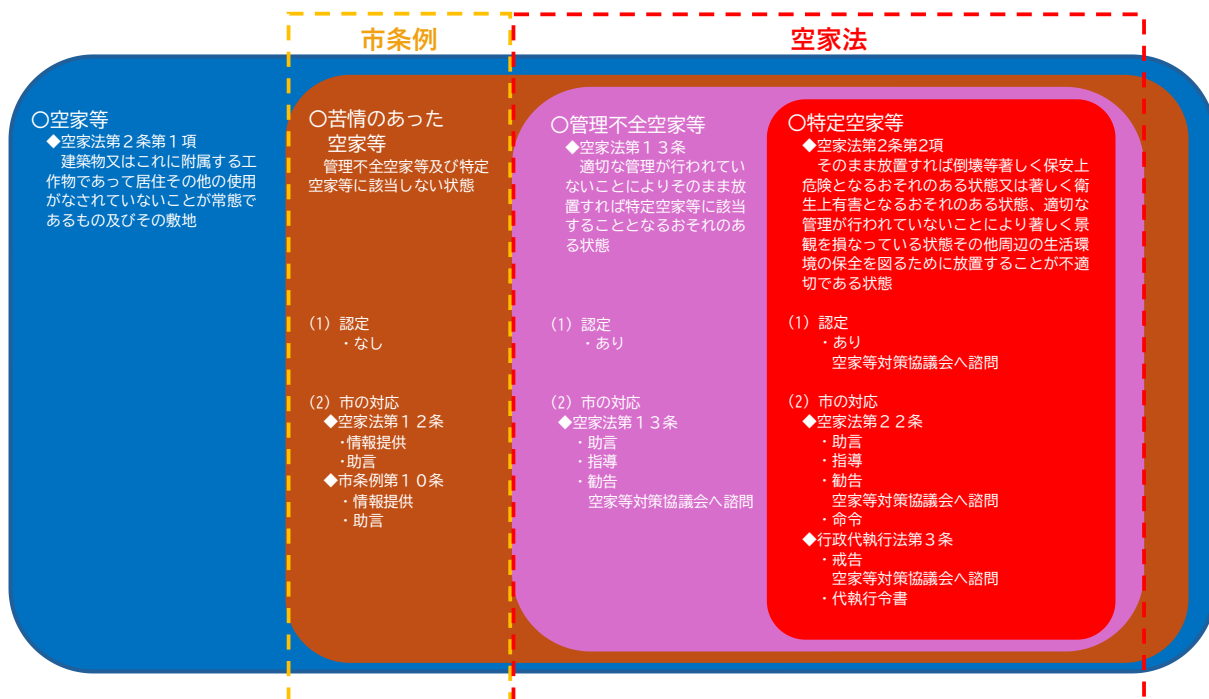 市条例
空家法
〇空家等
◆空家法第２条第１項
建築物又はこれに附属する工
作物であって居住その他の使用
がなされていないことが常態で
あるもの及びその敷地
〇苦情のあった
空家等
管理不全空家等及び特定
空家等に該当しない状態
(1) 認定
・なし
(2) 市の対応
◆空家法第１２条
・情報提供
・助言
◆市条例第１０条
・情報提供
・助言
〇管理不全空家等
◆空家法第１３条
適切な管理が行われてい
ないことによりそのまま放
置すれば特定空家等に該当
することとなるおそれのあ
る状態
(1) 認定
・あり
(2) 市の対応
◆空家法第１３条
・助言
・指導
・勧告
空家等対策協議会へ諮問
〇特定空家等
◆空家法第2条第2項
そのまま放置すれば倒壊等著しく保安上
危険となるおそれのある状態又は著しく衛
生上有害となるおそれのある状態、適切な
管理が行われていないことにより著しく景
観を損なっている状態その他周辺の生活環
境の保全を図るために放置することが不適
切である状態
(1) 認定
・あり
空家等対策協議会へ諮問
(2) 市の対応
◆空家法第２２条
・助言
・指導
・勧告
空家等対策協議会へ諮問
・命令
◆行政代執行法第３条
・戒告
空家等対策協議会へ諮問
・代執行令書